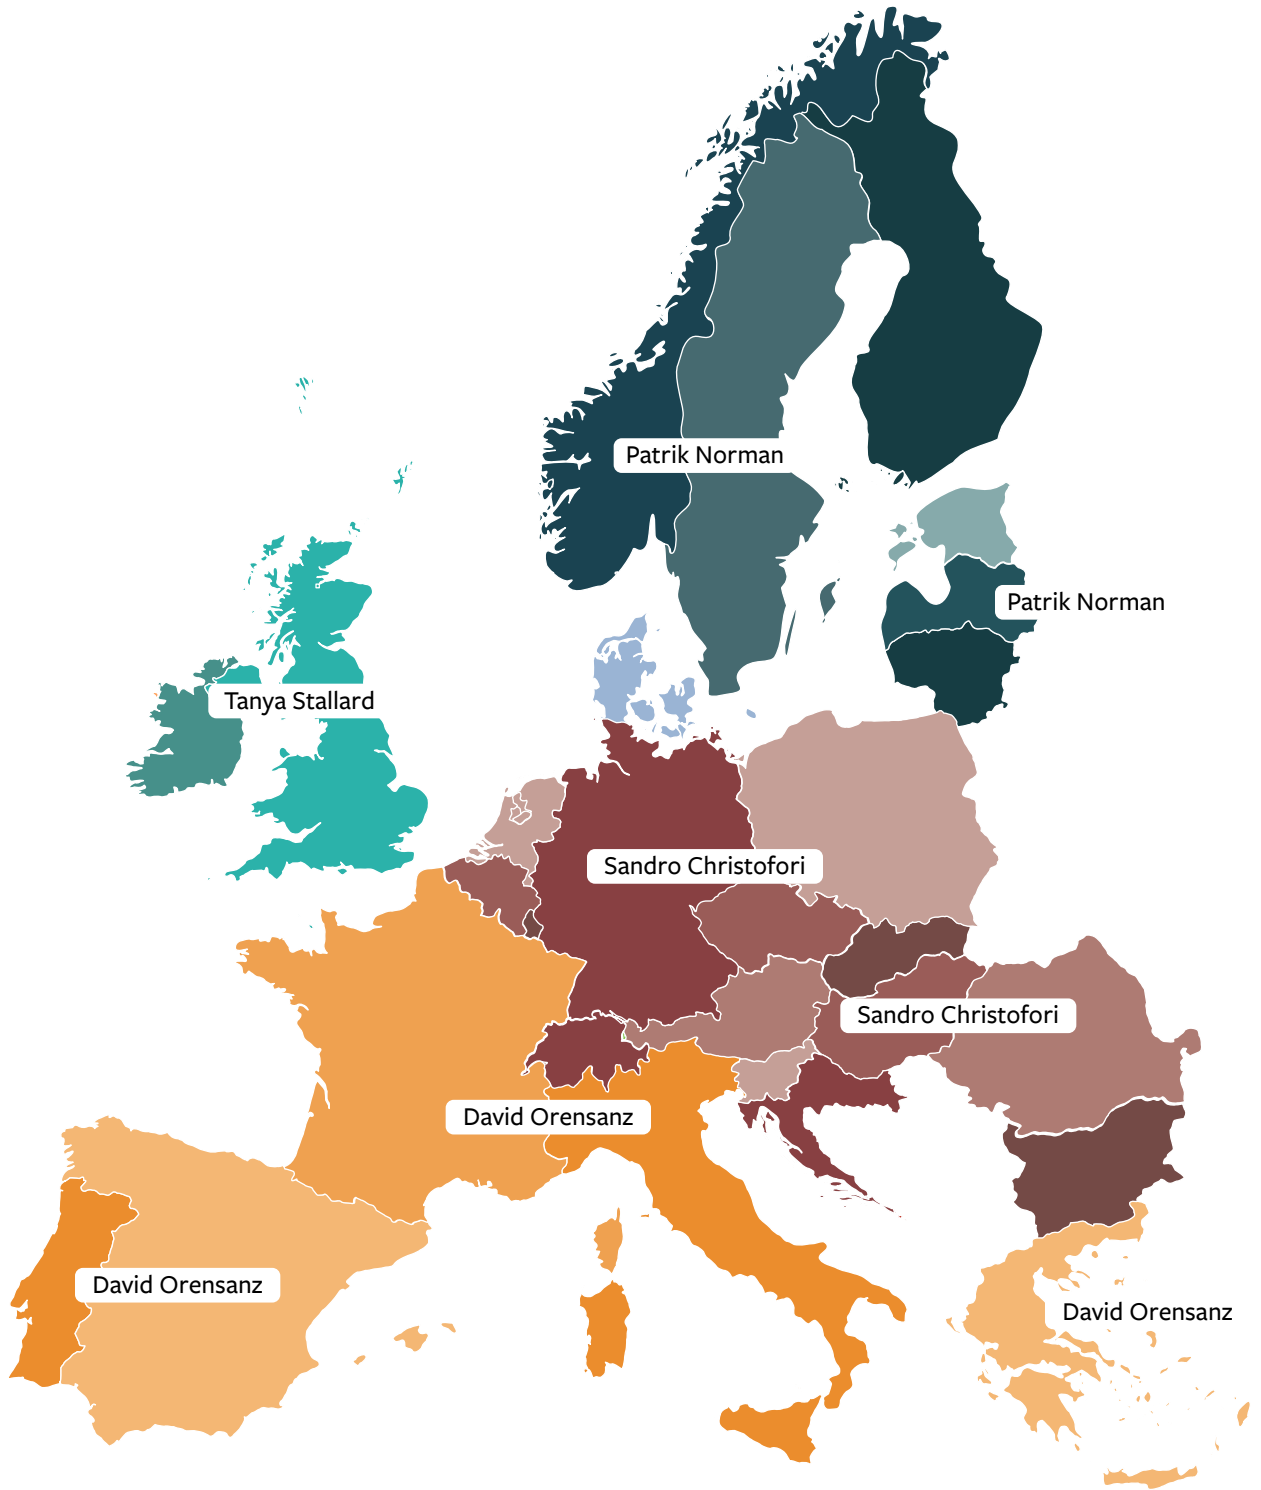 Patrik Norman
Patrik Norman
Tanya Stallard
Sandro Christofori
Sandro Christofori
David Orensanz
David Orensanz
David Orensanz